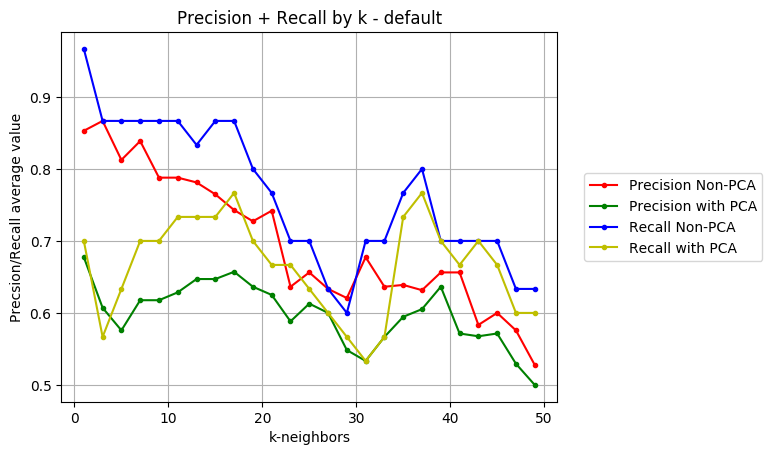 Precision + Recall by k - default
Precsion/Recall average value
0.9
0.8
0.7
0.6
0.5
0
10
20
30
40
50
k-neighbors
Precision Non-PCA
Precision with PCA
Recall Non-PCA
Recall with PCA